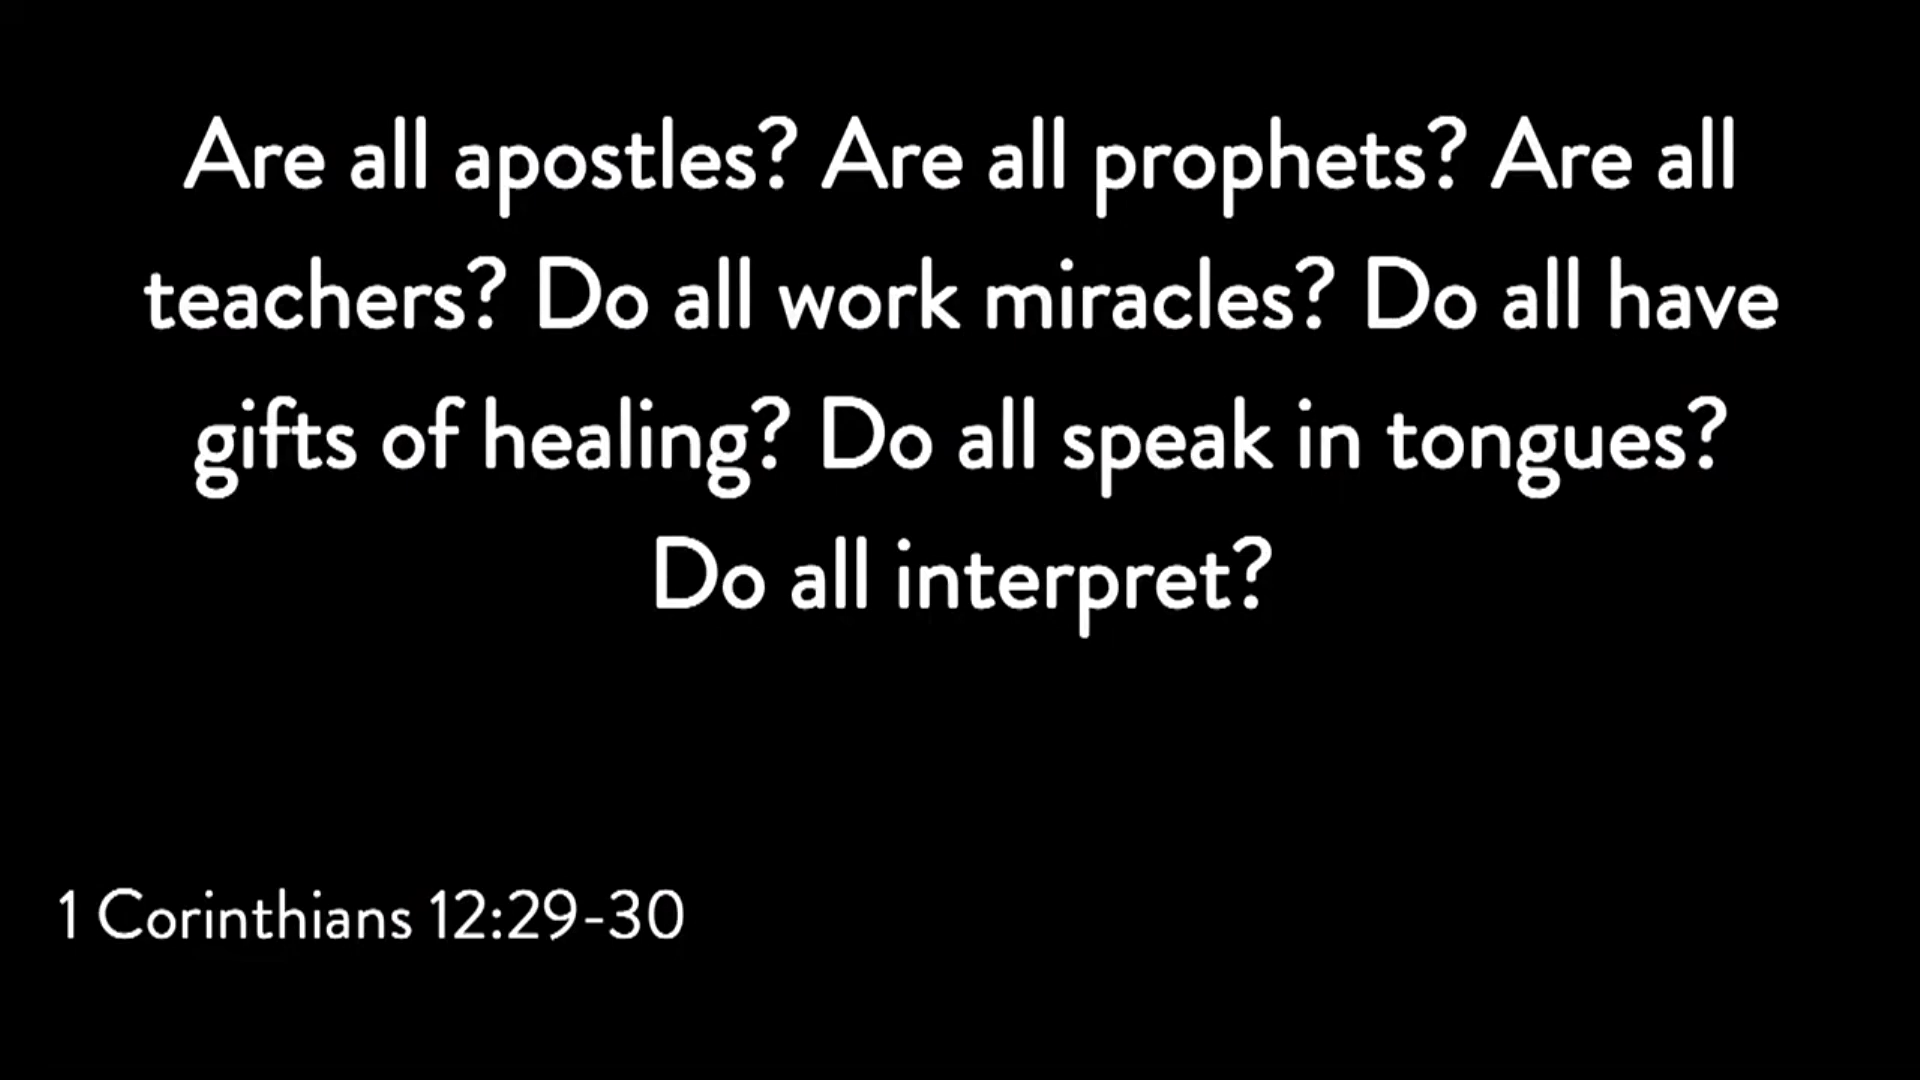 Are all apostles? Are all prophets? Are all
teachers? Do all work miracles? Do all have
gifts of healing? Do all speak in tongues?
Do all interpret?
1 Corinthians 12:29-30